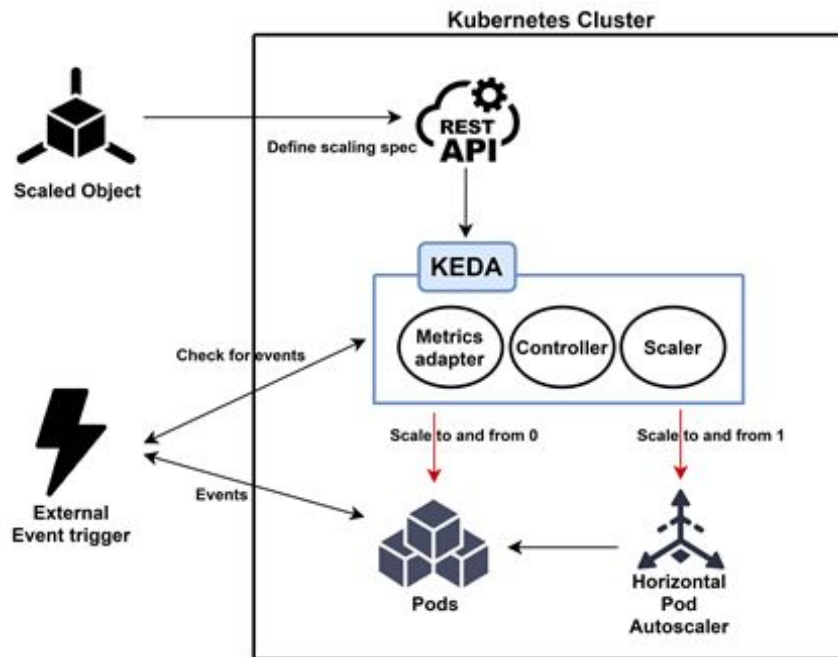 Kubernetes Cluster
REST
API
Define scaling spec
Scaled Object
KEDA
Metrics
adapter
Controller
Scaler
Check for events
Scale to and from 0
Scale to and from 1
Events
External
Event trigger
Pods
Horizontal
Pod
Autoscaler